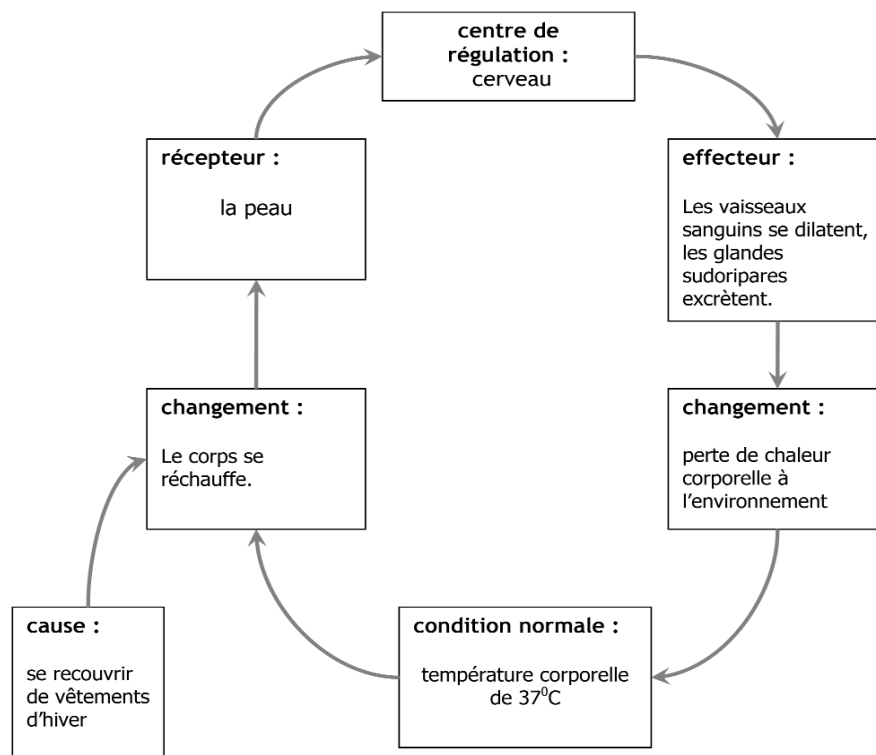 centre de
régulation :
cerveau
récepteur :
la peau
effecteur :
Les vaisseaux
sanguins se dilatent,
les glandes
sudoripares
excrètent.
changement :
Le corps se
réchauffe.
changement :
perte de chaleur
corporelle à
l’environnement
cause :
se recouvrir
de vêtements
d’hiver
condition normale :
température corporelle
de 37⁰C